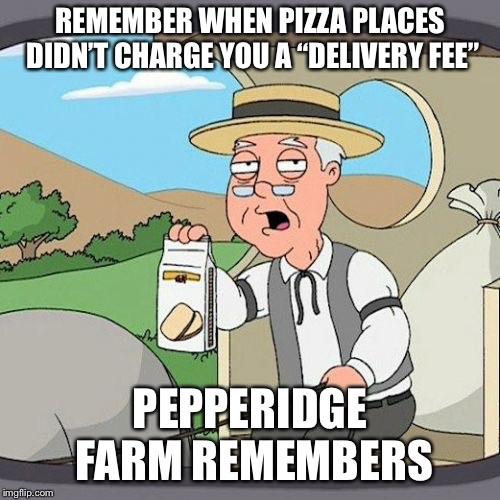 REMEMBER WHEN PIZZA PLACES
DIDN'T CHARGE YOU A “DELIVERY FEE”
PEPPERIDGE
FARM REMEMBERS
imgflip.com